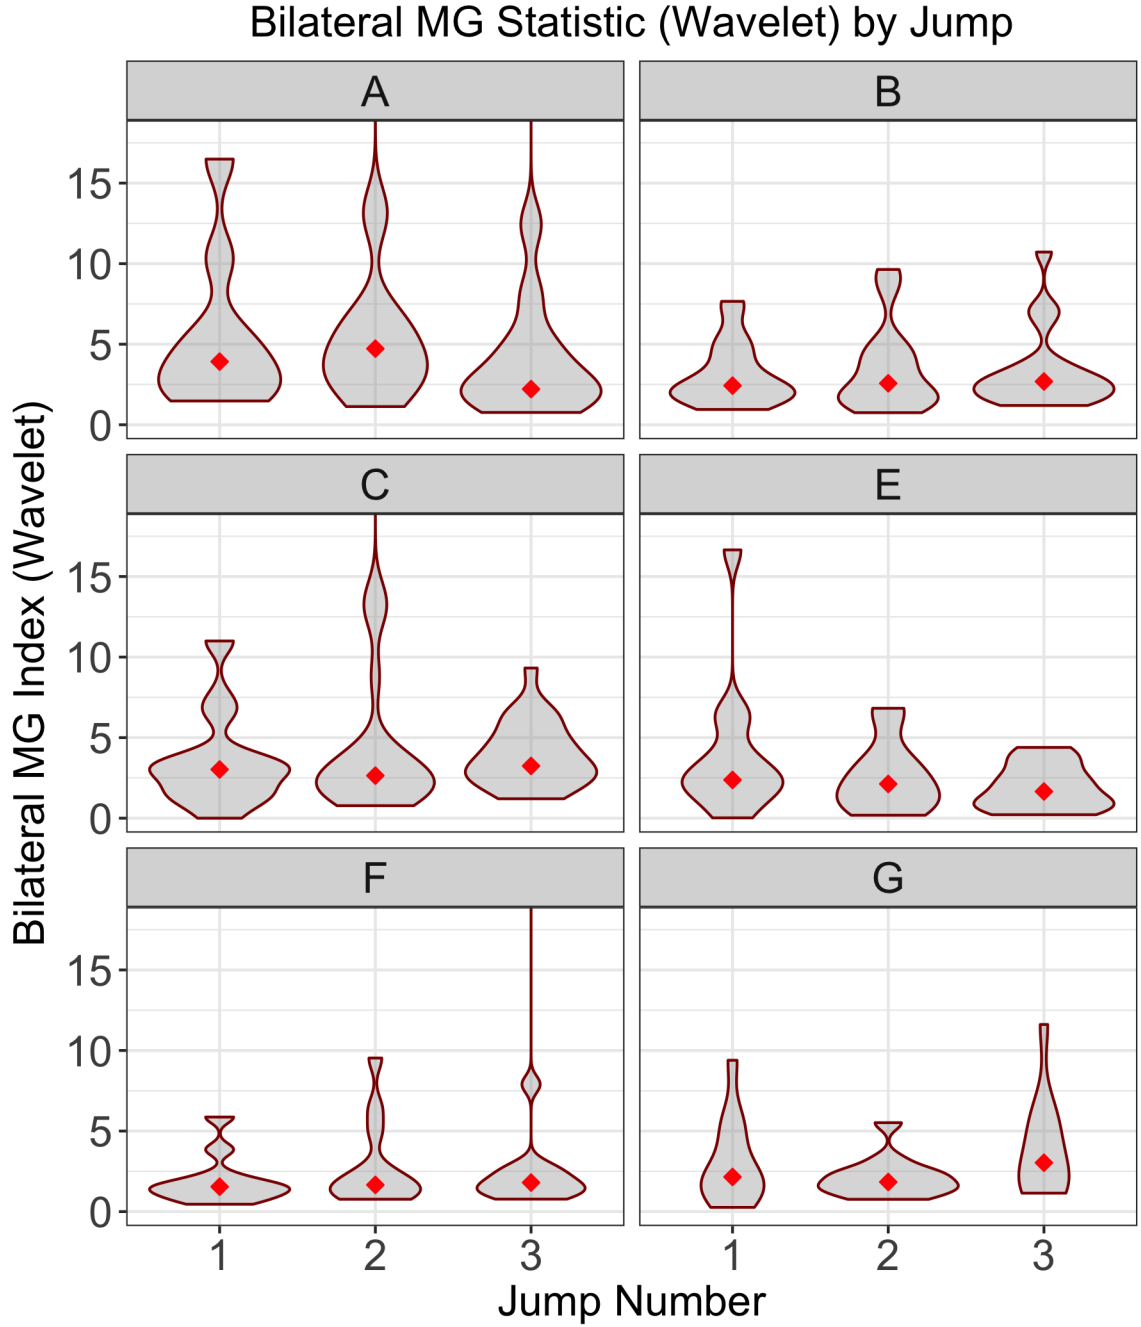 Bilateral MG Statistic (Wavelet) by Jump
A B
15
10
5
0
C E
15
10
5
0
F G
15
10
5
0
1 2 3 1 2 3
Jump Number
Bilateral MG Index (Wavelet)